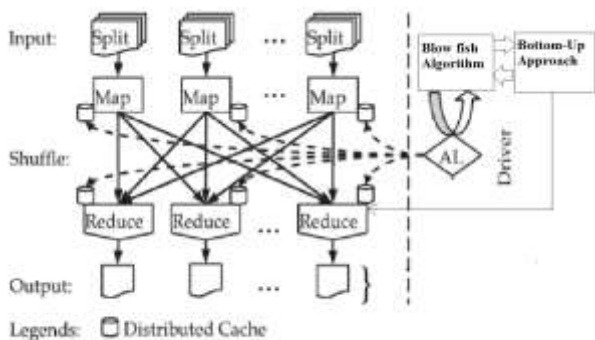 Input: Split Split ... Split
Blow fish Algorithm
Bottom-Up Approach
Map Map ... Map
Shuffle:
AL
Driver
Reduce Reduce ... Reduce
Output: ... }
Legends: Distributed Cache